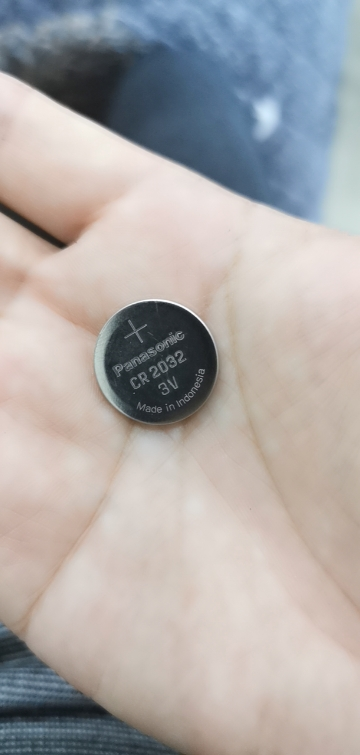 +
Panasonic
CR 2032
3V
Made in Indonesia